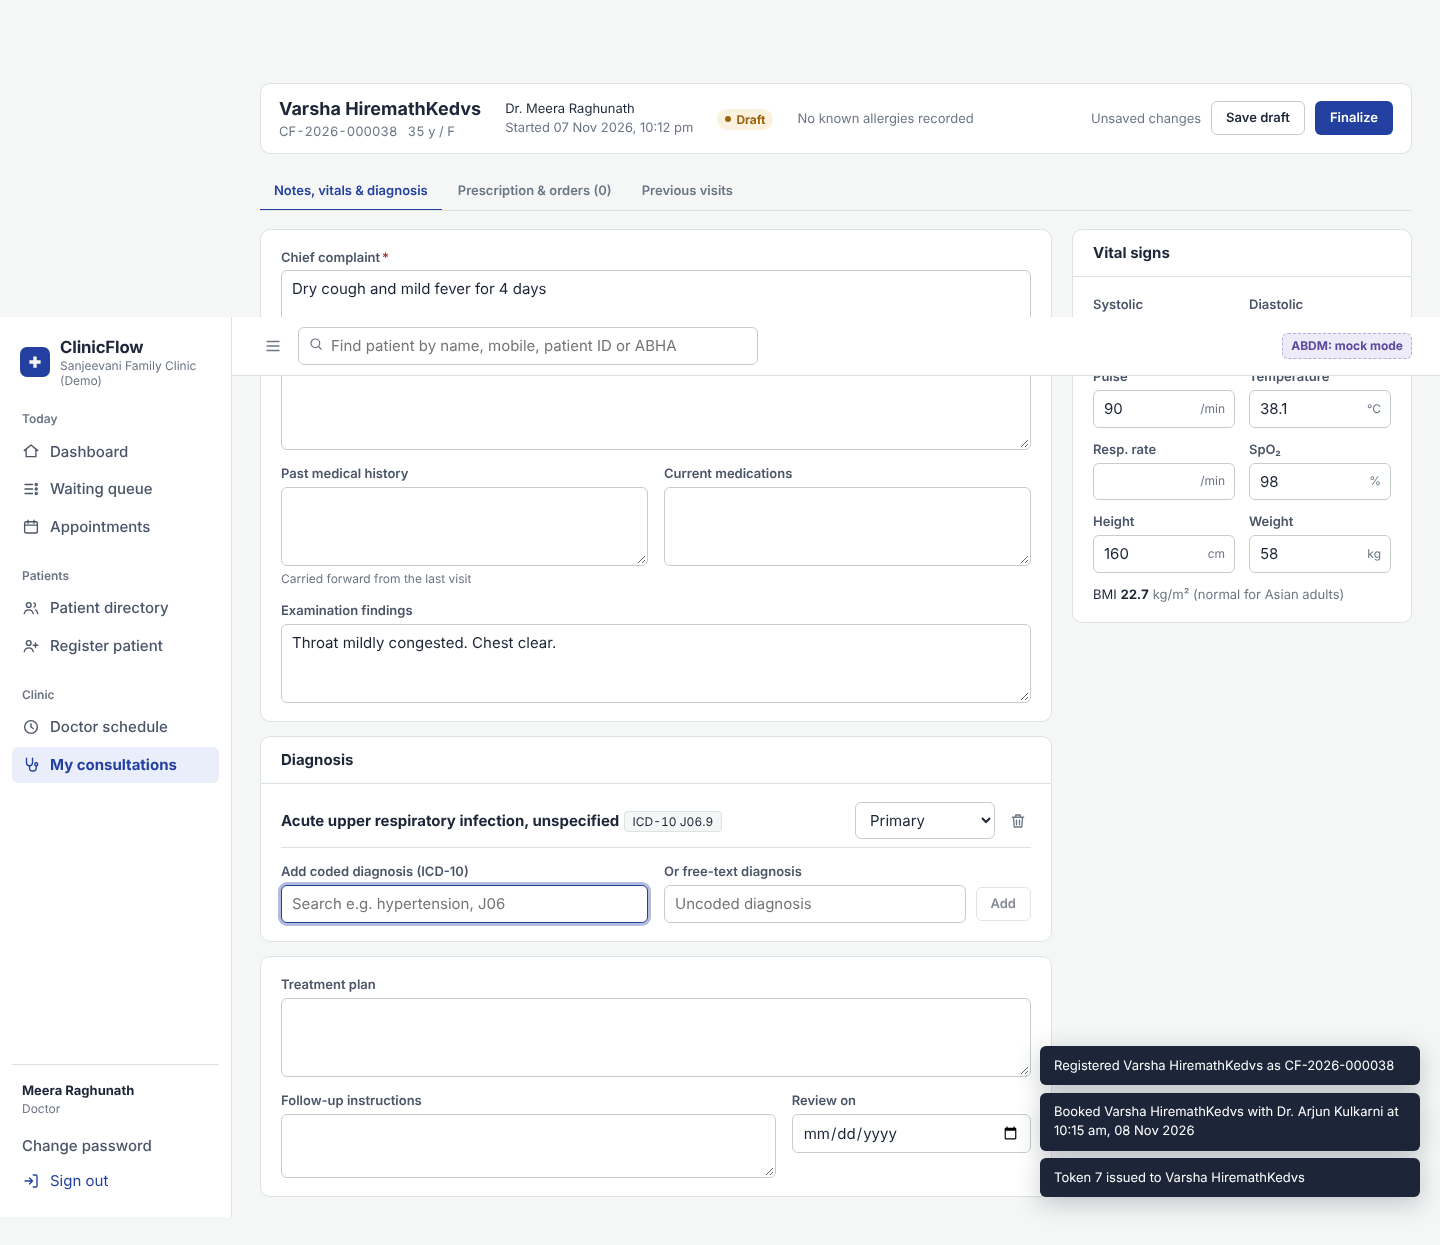 Varsha HiremathKedvs
CF-2026-000038 35 y / F
Dr. Meera Raghunath
Started 07 Nov 2026, 10:12 pm
Draft
No known allergies recorded
Unsaved changes
Save draft
Finalize
Notes, vitals & diagnosis
Prescription & orders (0)
Previous visits
Chief complaint*
Dry cough and mild fever for 4 days
Vital signs
Systolic
Diastolic
ClinicFlow
Sanjeevani Family Clinic
(Demo)
Find patient by name, mobile, patient ID or ABHA
ABDM: mock mode
Today
Dashboard
Waiting queue
Appointments
Patients
Patient directory
Register patient
Clinic
Doctor schedule
My consultations
Meera Raghunath
Doctor
Change password
Sign out
Pulse
Temperature
90 /min
38.1 °C
Resp. rate
SpO₂
/min
98 %
Height
Weight
160 cm
58 kg
BMI 22.7 kg/m² (normal for Asian adults)
Past medical history
Current medications
Carried forward from the last visit
Examination findings
Throat mildly congested. Chest clear.
Diagnosis
Acute upper respiratory infection, unspecified ICD-10 J06.9
Primary
Add coded diagnosis (ICD-10)
Or free-text diagnosis
Search e.g. hypertension, J06
Uncoded diagnosis
Add
Treatment plan
Follow-up instructions
Review on
mm/dd/yyyy
Registered Varsha HiremathKedvs as CF-2026-000038
Booked Varsha HiremathKedvs with Dr. Arjun Kulkarni at
10:15 am, 08 Nov 2026
Token 7 issued to Varsha HiremathKedvs